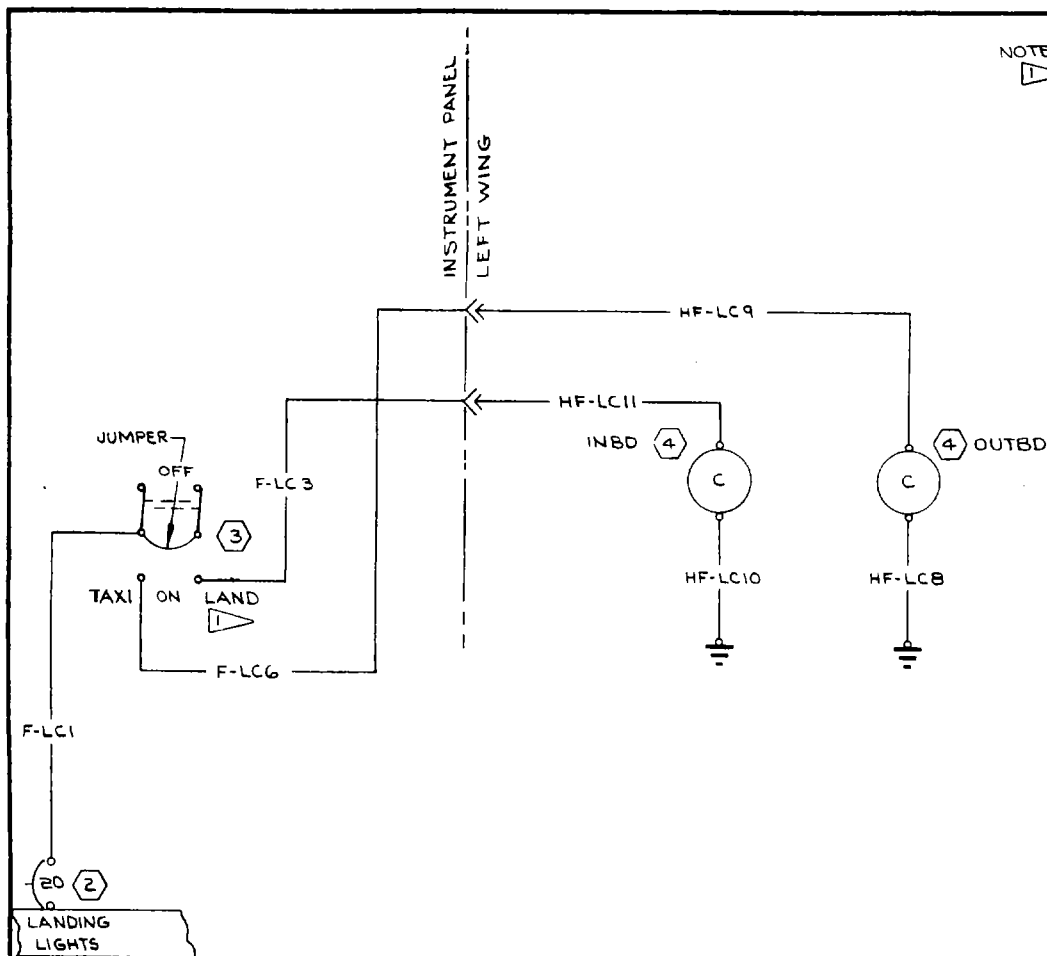 NOTE
1
INSTRUMENT PANEL
LEFT WING
HF-LC9
HF-LC11
JUMPER
OFF
INBD 4
4 OUTBD
F-LC3
C
C
3
HF-LC10
HF-LC8
TAXI ON LAND
1
F-LC6
F-LC1
20 2
LANDING
LIGHTS